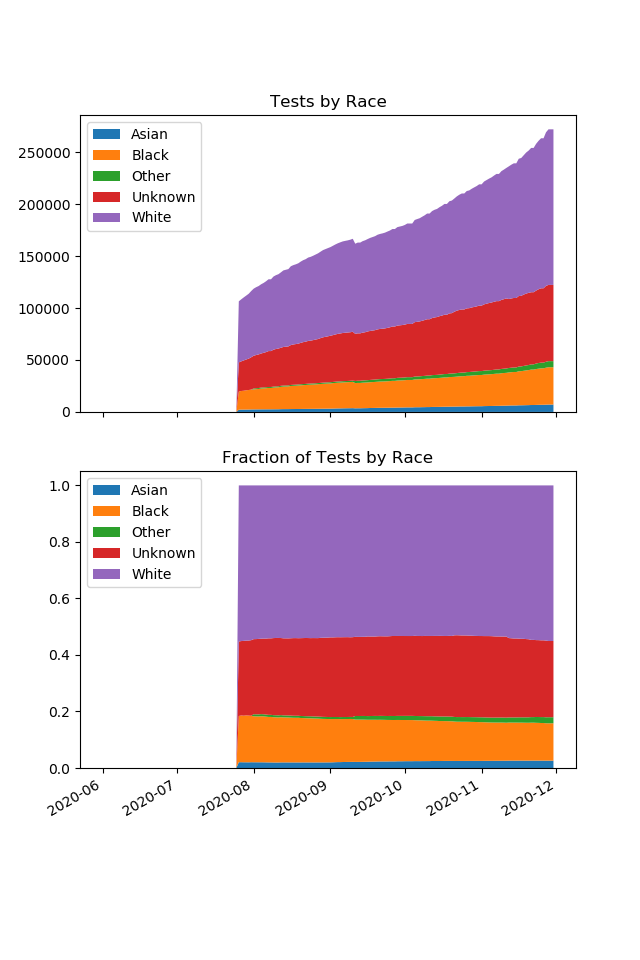 Tests by Race
Asian
Black
Other
Unknown
White
250000
200000
150000
100000
50000
0
Fraction of Tests by Race
Asian
Black
Other
Unknown
White
1.0
0.8
0.6
0.4
0.2
0.0
2020-06 2020-07 2020-08 2020-09 2020-10 2020-11 2020-12